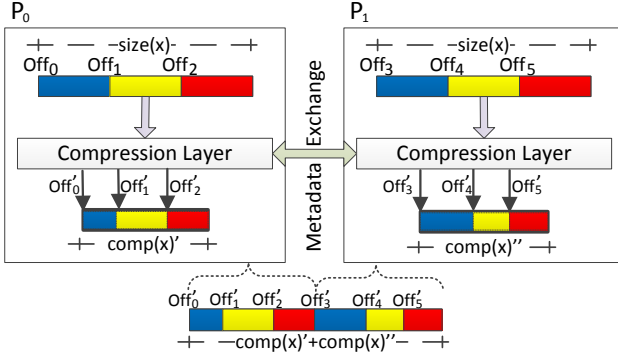 P0 P1
size(x) size(x)
Off0 Off1 Off2 Off3 Off4 Off5
Metadata Exchange
Compression Layer Compression Layer
Off'0 Off'1 Off'2 Off'3 Off'4 Off'5
comp(x)' comp(x)''
Off'0 Off'1 Off'2 Off'3 Off'4 Off'5
comp(x)'+comp(x)''